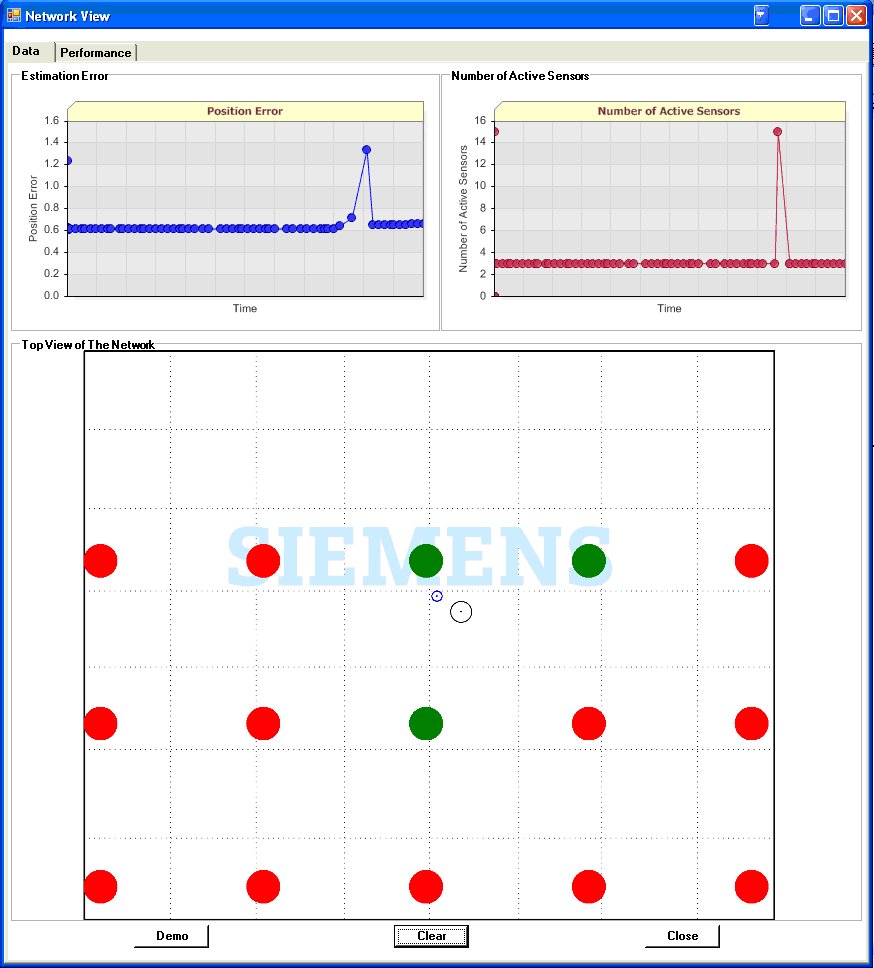 Network View
Data
Performance
Estimation Error
Number of Active Sensors
Position Error
Number of Active Sensors
1.6
1.4
1.2
1.0
0.8
0.6
0.4
0.2
0.0
Position Error
Time
16
14
12
10
8
6
4
2
0
Number of Active Sensors
Time
Top View of The Network
SIEMENS
Demo
Clear
Close